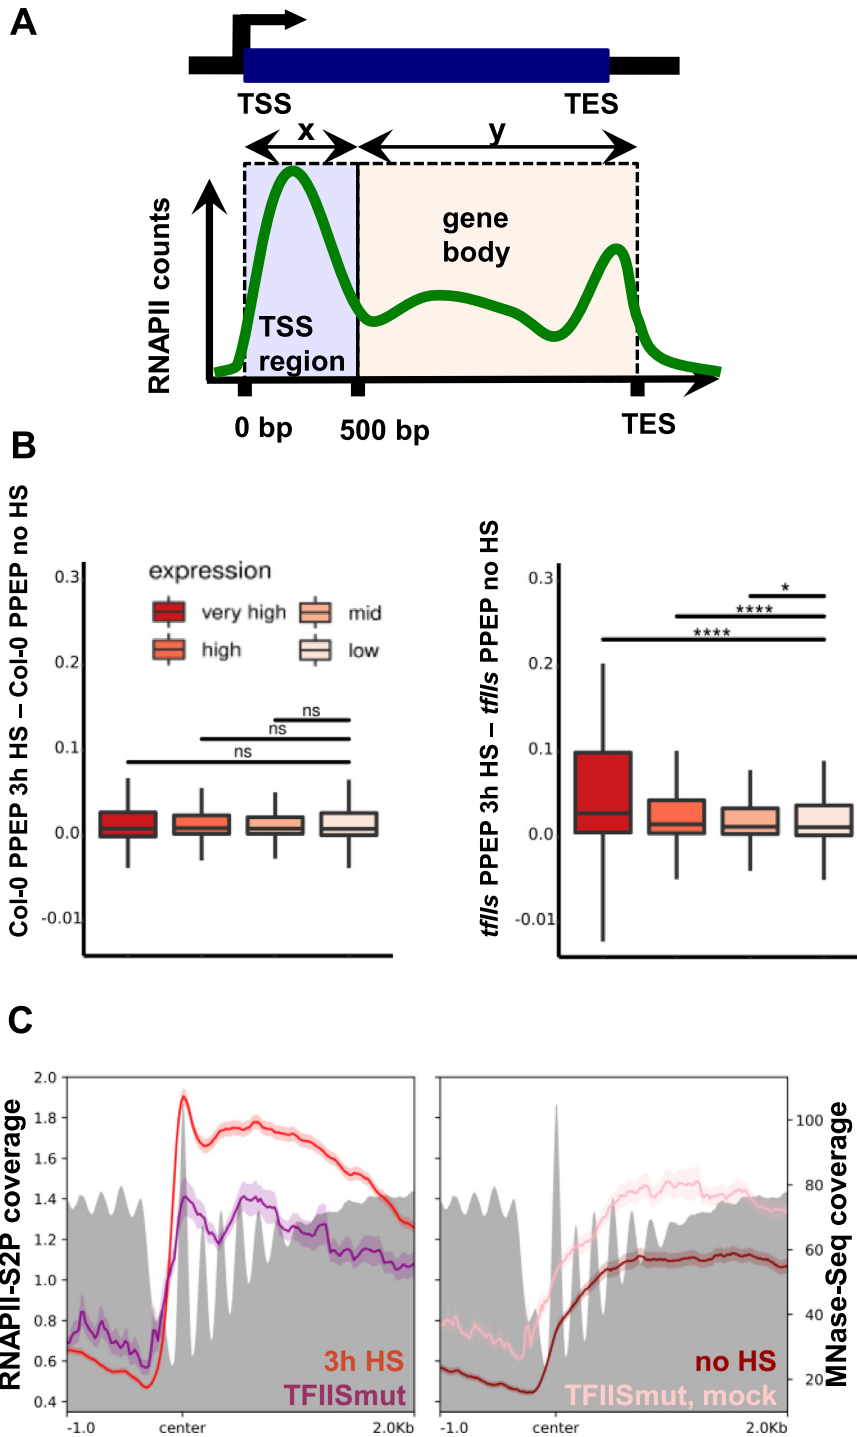 A
TSS
TES
x
y
RNAPII counts
gene
body
TSS
region
0 bp
500 bp
TES
B
Col-0 PPEP 3h HS – Col-0 PPEP no HS
expression
very high
mid
high
low
0.3
0.2
0.1
0.0
-0.01
ns
ns
ns
tfIIs PPEP 3h HS – tfIIs PPEP no HS
0.3
0.2
0.1
0.0
-0.01
*
****
****
C
RNAPII-S2P coverage
2.0
1.8
1.6
1.4
1.2
1.0
0.8
0.6
0.4
3h HS
TFIISmut
-1.0
center
2.0Kb
no HS
TFIISmut, mock
-1.0
center
2.0Kb
100
80
60
40
20
MNase-Seq coverage